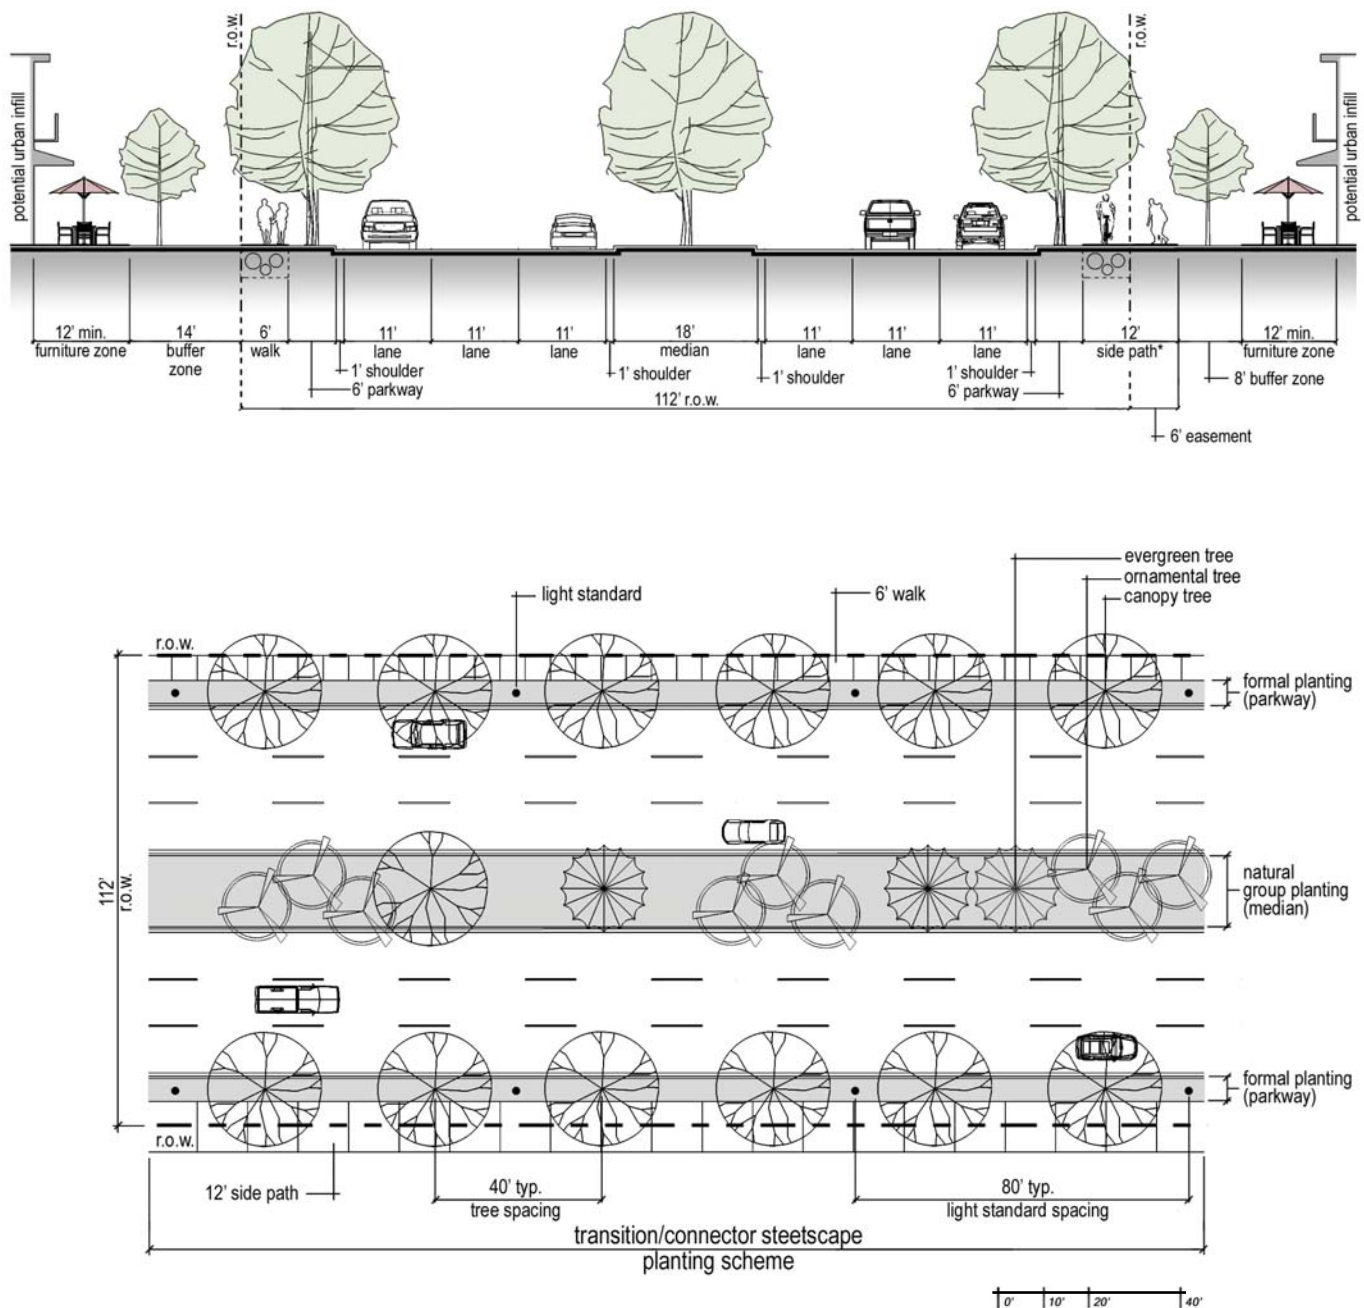 r.o.w.
r.o.w.
potential urban infill
potential urban infill
12' min.
furniture zone
14'
buffer
zone
6'
walk
11'
lane
11'
lane
11'
lane
18'
median
11'
lane
11'
lane
11'
lane
12'
side path*
12' min.
furniture zone
1' shoulder
6' parkway
1' shoulder
1' shoulder
1' shoulder
6' parkway
8' buffer zone
112' r.o.w.
6' easement
evergreen tree
ornamental tree
canopy tree
light standard
6' walk
r.o.w.
formal planting
(parkway)
112'
r.o.w.
natural
group planting
(median)
formal planting
(parkway)
r.o.w.
12' side path
40' typ.
tree spacing
80' typ.
light standard spacing
transition/connector steetscape
planting scheme
0'
10'
20'
40'